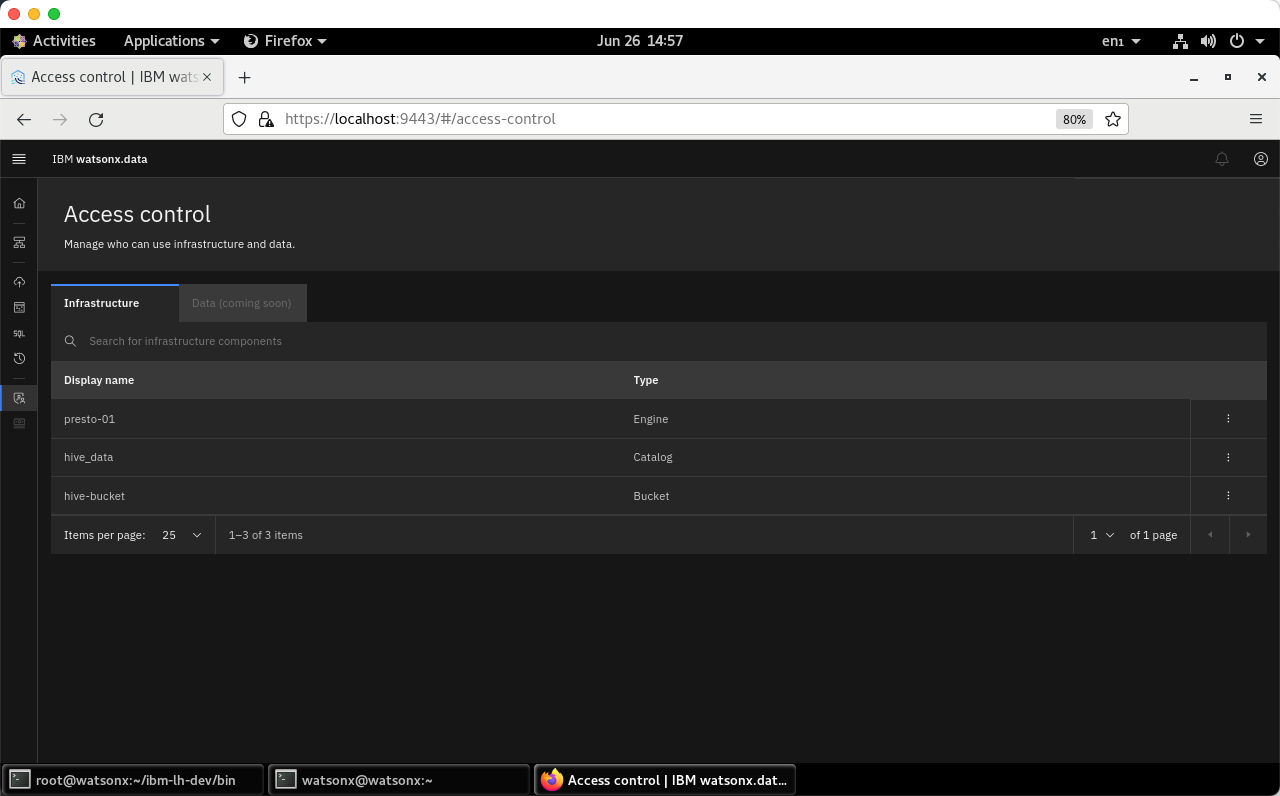 Activities Applications Firefox Jun 26 14:57 en₁
Access control | IBM wats
https://localhost:9443/#/access-control 80%
IBM watsonx.data
Access control
Manage who can use infrastructure and data.
Infrastructure Data (coming soon)
Search for infrastructure components
SQL
Display name Type
presto-01 Engine
hive_data Catalog
hive-bucket Bucket
Items per page: 25 1–3 of 3 items 1 of 1 page
root@watsonx:~/ibm-lh-dev/bin watsonx@watsonx:~ Access control | IBM watsonx.dat...